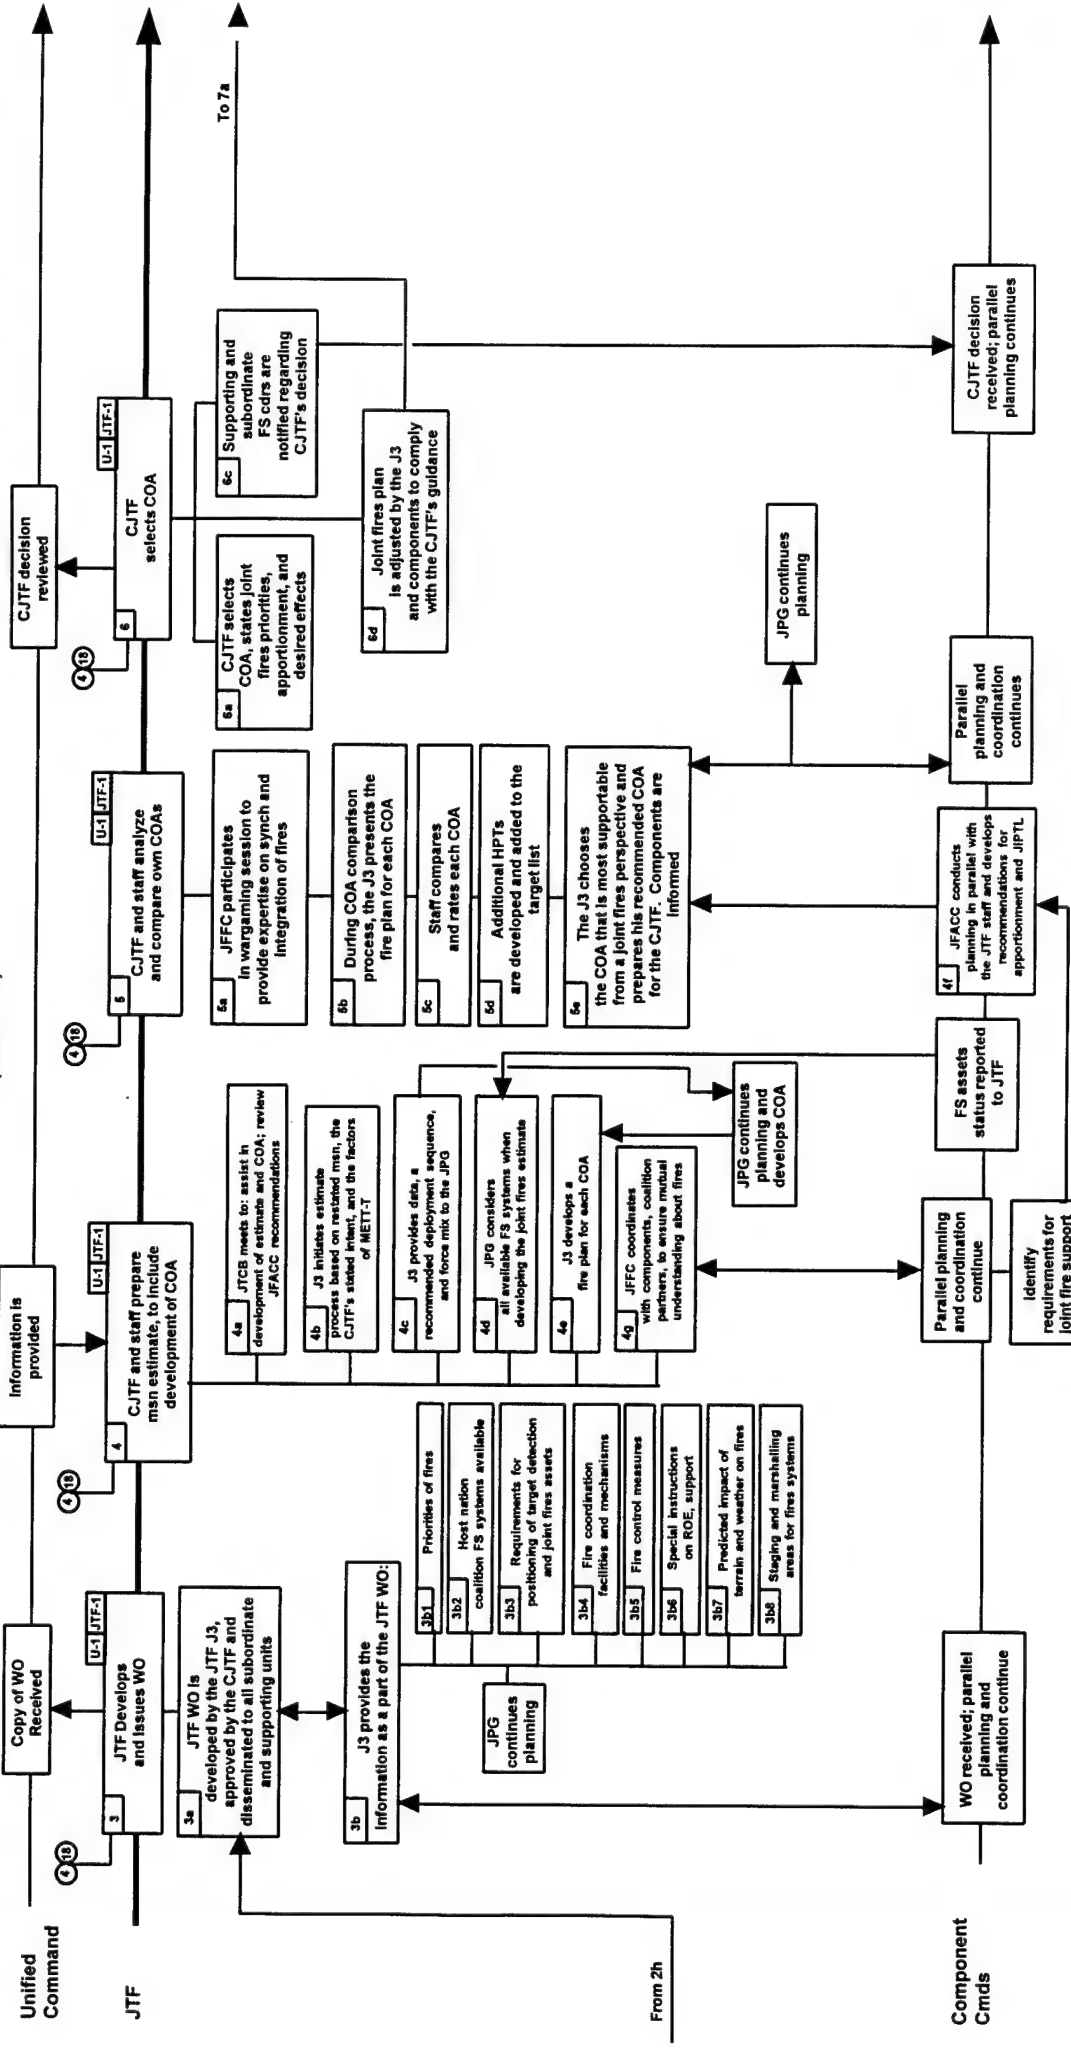 Unified
Command
Copy of WO
Received
Information is
provided
CJTF decision
reviewed
JTF
4 18
U-1 JTF-1
3
JTF Develops
and Issues WO
4 18
U-1 JTF-1
4
CJTF and staff prepare
msn estimate, to include
development of COA
4 18
U-1 JTF-1
5
CJTF and staff analyze
and compare own COAs
4 18
U-1 JTF-1
6
CJTF
selects COA
3a
JTF WO is
developed by the JTF J3,
approved by the CJTF and
disseminated to all subordinate
and supporting units
3b
J3 provides the
Information as a part of the JTF WO:
3b1
Priorities of fires
3b2
Host nation
coalition FS systems available
3b3
Requirements for
positioning of target detection
and joint fires assets
3b4
Fire coordination
facilities and mechanisms
3b5
Fire control measures
3b6
Special instructions
on ROE, support
3b7
Predicted impact of
terrain and weather on fires
3b8
Staging and marshalling
areas for fires systems
JPG
continues
planning
From 2h
4a
JTCB meets to: assist in
development of estimate and COA; review
JFACC recommendations
4b
J3 initiates estimate
process based on restated msn, the
CJTF's stated intent, and the factors
of METT-T
4c
J3 provides data, a
recommended deployment sequence,
and force mix to the JPG
4d
JPG considers
all available FS systems when
developing the joint fires estimate
4e
J3 develops a
fire plan for each COA
4g
JFFC coordinates
with components, coalition
partners, to ensure mutual
understanding about fires
JPG continues
planning and
develops COA
5a
JFFC participates
in wargaming session to
provide expertise on synch and
integration of fires
5b
During COA comparison
process, the J3 presents the
fire plan for each COA
5c
Staff compares
and rates each COA
5d
Additional HPTs
are developed and added to the
target list
5e
The J3 chooses
the COA that is most supportable
from a joint fires perspective and
prepares his recommended COA
for the CJTF. Components are
informed
JPG continues
planning
6a
CJTF selects
COA, states joint
fires priorities,
apportionment, and
desired effects
6c
Supporting and
subordinate
FS cdrs are
notified regarding
CJTF's decision
6d
Joint fires plan
is adjusted by the J3
and components to comply
with the CJTF's guidance
To 7a
Component
Cmds
WO received; parallel
planning and
coordination continue
Parallel planning
and coordination
continue
Identify
requirements for
joint fire support
FS assets
status reported
to JTF
4f
JFACC conducts
planning in parallel with
the JTF staff and develops
recommendations for
apportionment and JIPTL
Parallel
planning and
coordination
continues
CJTF decision
received; parallel
planning continues